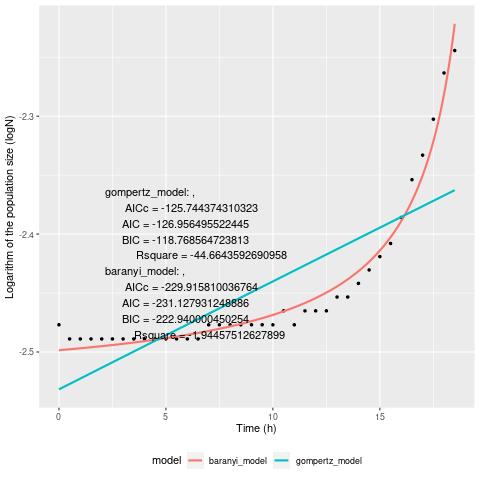 Logarithm of the population size (logN)
-2.3
-2.4
-2.5
gompertz_model: ,
AICc = -125.744374310323
AIC = -126.956495522445
BIC = -118.768564723813
Rsquare = -44.6643592690958
baranyi_model: ,
AICc = -229.915810036764
AIC = -231.127931248886
BIC = -222.940000450254
Rsquare = -1.94457512627899
0 5 10 15
Time (h)
model baranyi_model gompertz_model